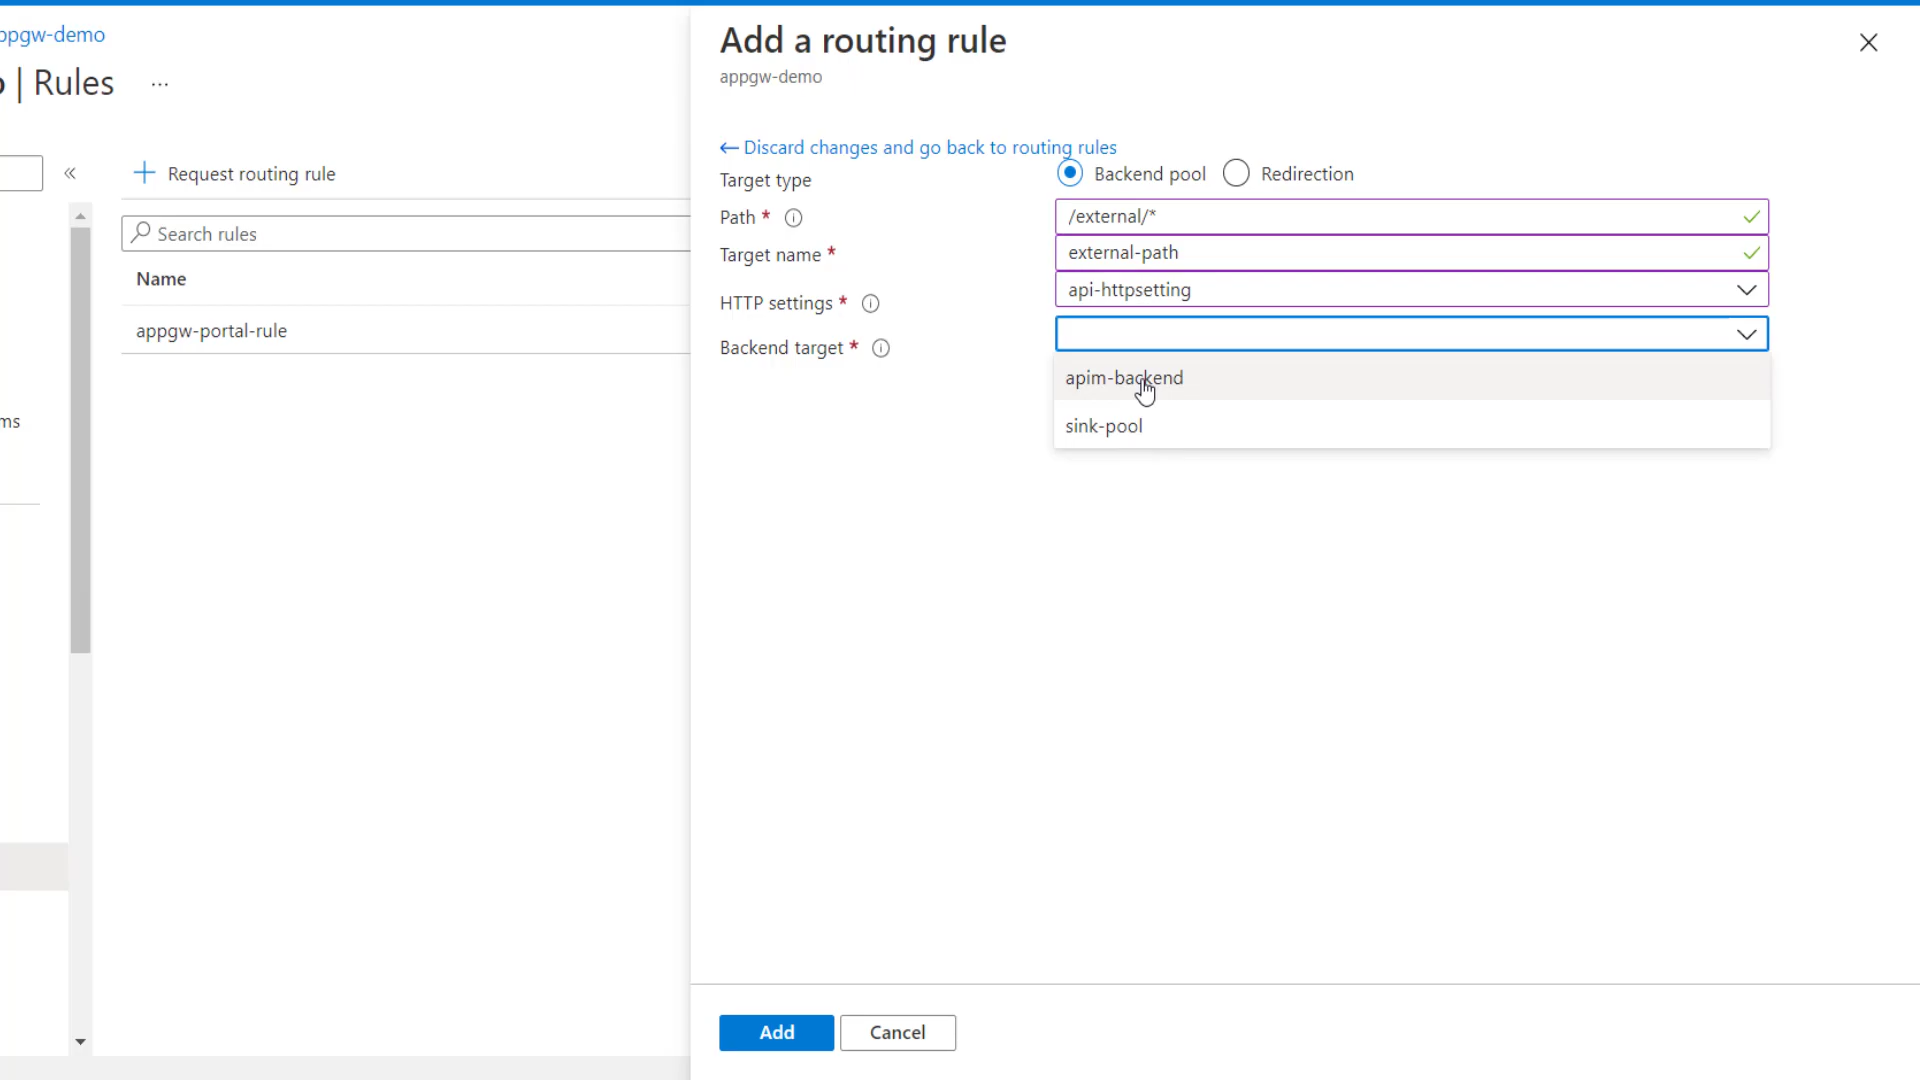 ppgw-demo
| Rules
...
Request routing rule
Search rules
Name
appgw-portal-rule
ms
Add a routing rule
appgw-demo
← Discard changes and go back to routing rules
Target type
Backend pool
Redirection
Path *
/external/*
Target name *
external-path
HTTP settings *
api-httpsetting
Backend target *
apim-backend
sink-pool
Add
Cancel